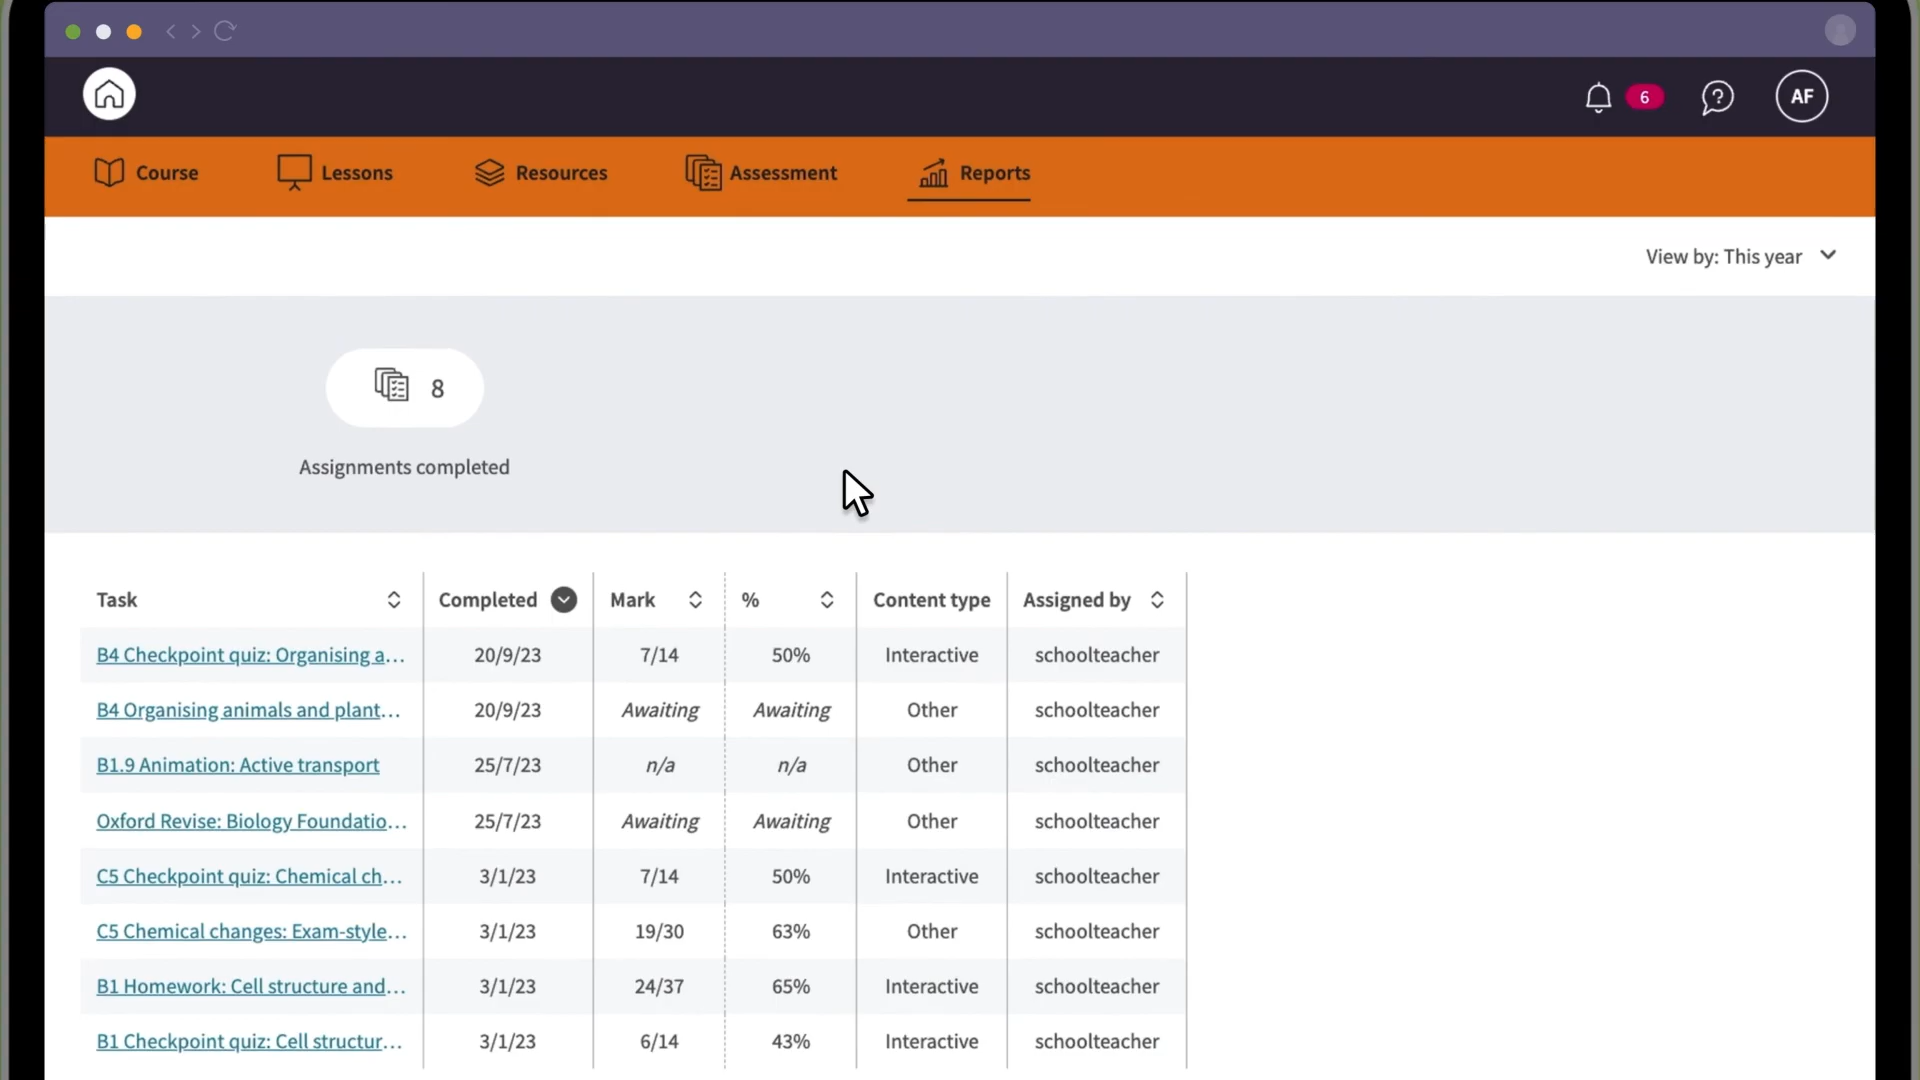 6 AF
Course Lessons Resources Assessment Reports
View by: This year
8
Assignments completed
Task Completed Mark % Content type Assigned by
B4 Checkpoint quiz: Organising a... 20/9/23 7/14 50% Interactive schoolteacher
B4 Organising animals and plant... 20/9/23 Awaiting Awaiting Other schoolteacher
B1.9 Animation: Active transport 25/7/23 n/a n/a Other schoolteacher
Oxford Revise: Biology Foundatio... 25/7/23 Awaiting Awaiting Other schoolteacher
C5 Checkpoint quiz: Chemical ch... 3/1/23 7/14 50% Interactive schoolteacher
C5 Chemical changes: Exam-style... 3/1/23 19/30 63% Other schoolteacher
B1 Homework: Cell structure and... 3/1/23 24/37 65% Interactive schoolteacher
B1 Checkpoint quiz: Cell structur... 3/1/23 6/14 43% Interactive schoolteacher